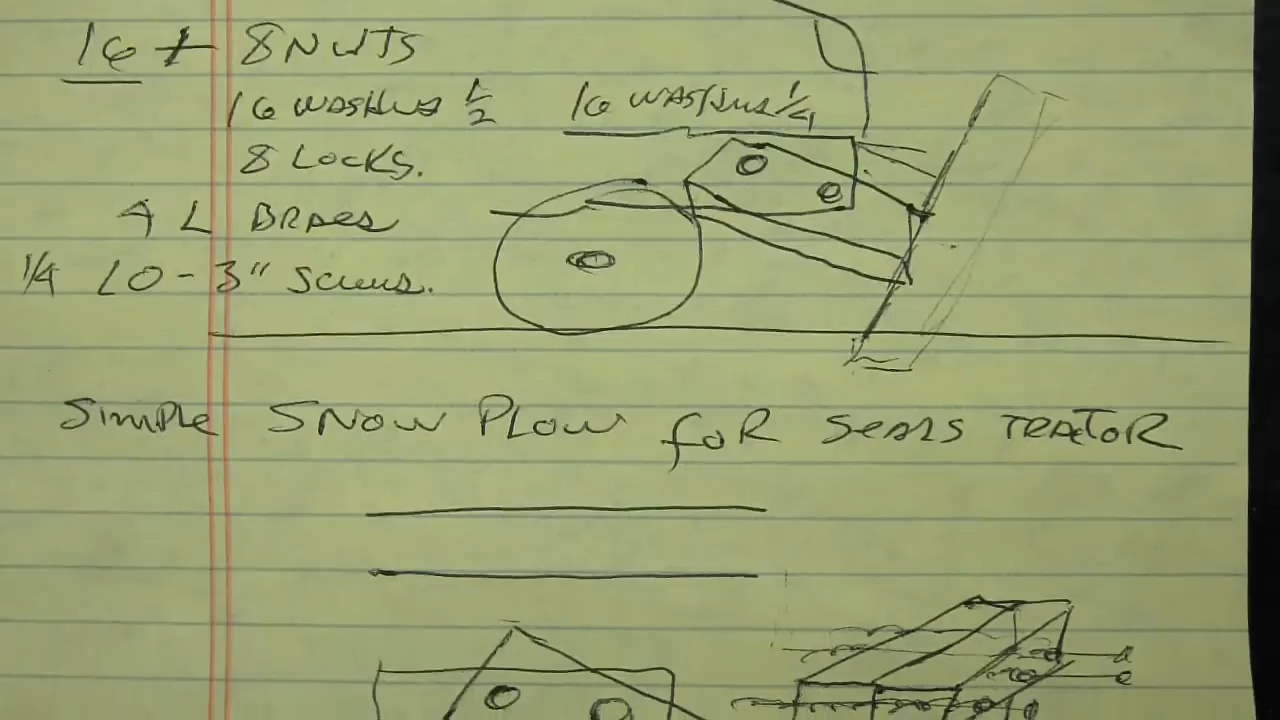 16 + 8 NUTS
16 WASHERS 1/2 16 WASHERS 1/4
8 LOCKS.
4 L BRACES
1/4 20 - 3" SCREWS.
SIMPLE SNOW PLOW FOR SEARS TRACTOR